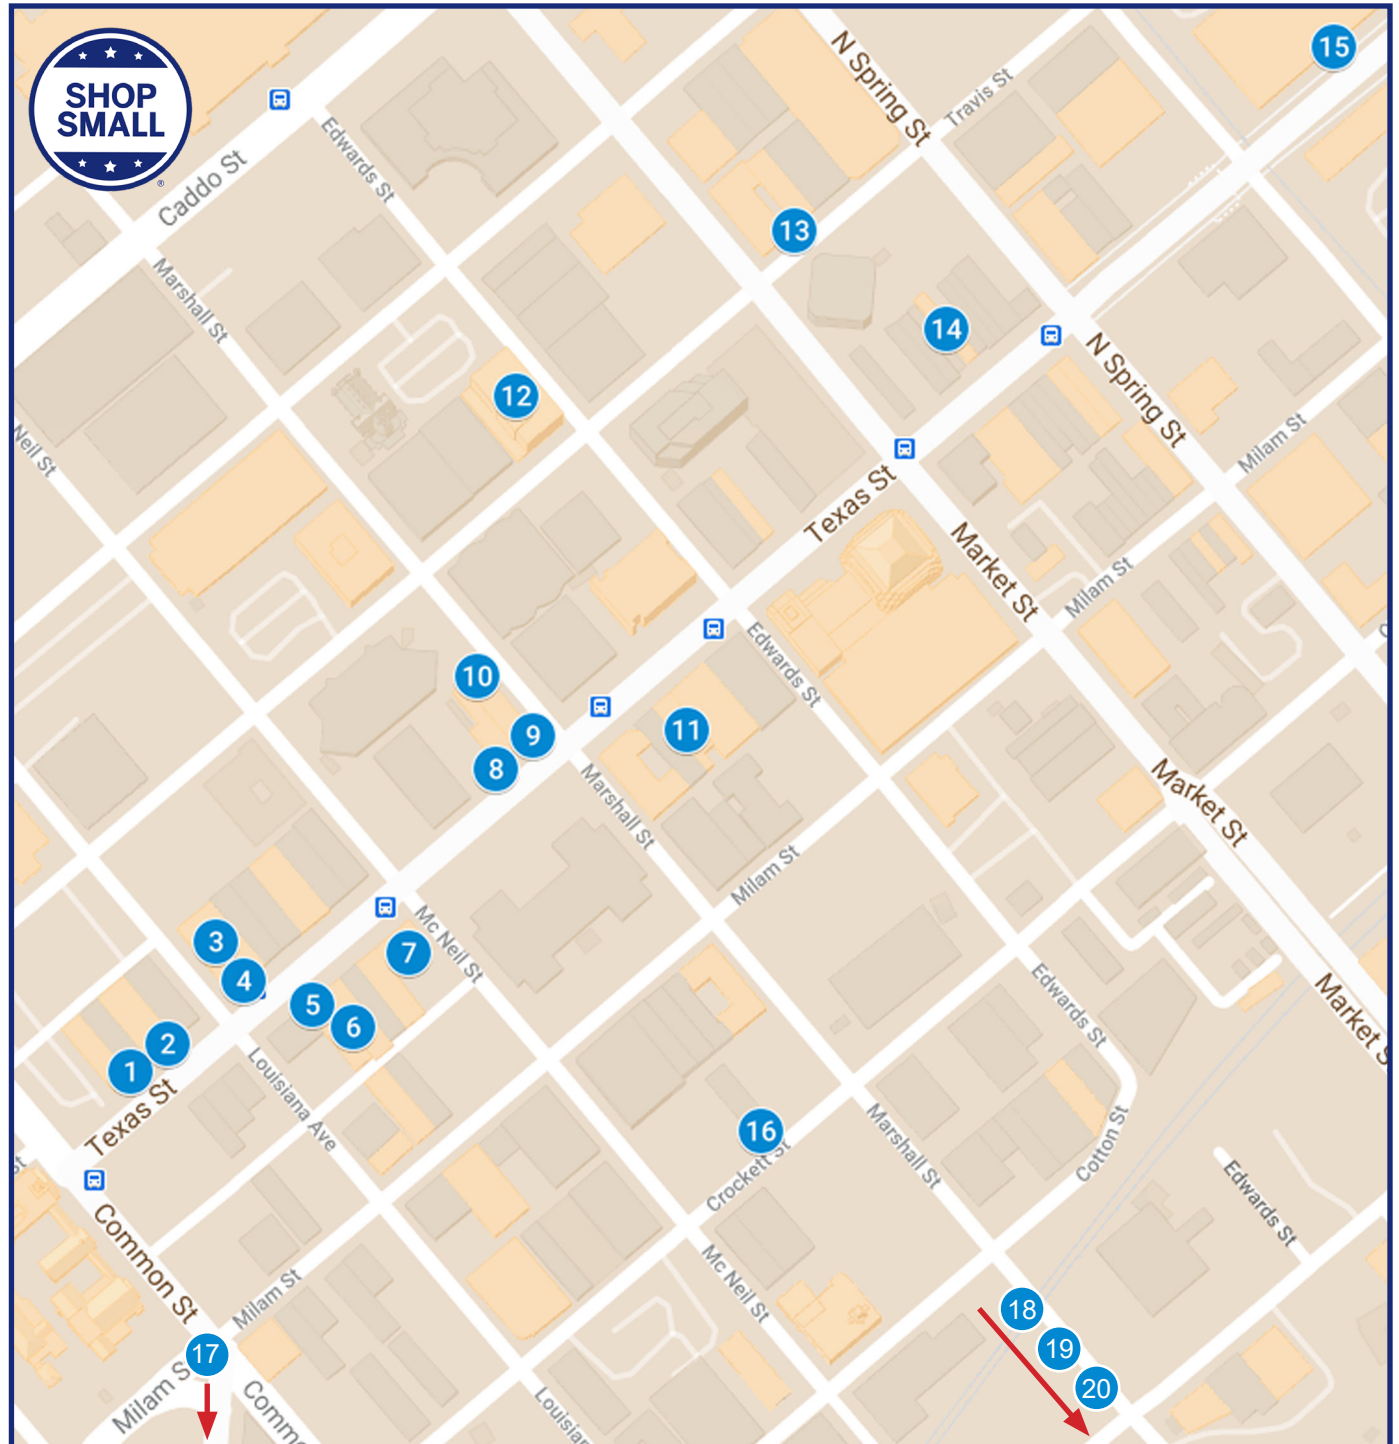 SHOP
SMALL
®
Caddo St
Edwards St
Marshall St
Neil St
N Spring St
Travis St
15
13
14
12
N Spring St
Milam St
Texas St
Market St
Milam St
Edwards St
10
9
8
11
Marshall St
Market St
Milam St
Mc Neil St
3
4
7
5
6
2
1
Texas St
Louisiana Ave
Edwards St
Market S
16
Crockett St
Marshall St
Cotton St
Edwards St
St
Common St
Milam St
Mc Neil St
17
Milam S
Commo
Louisian
18
19
20